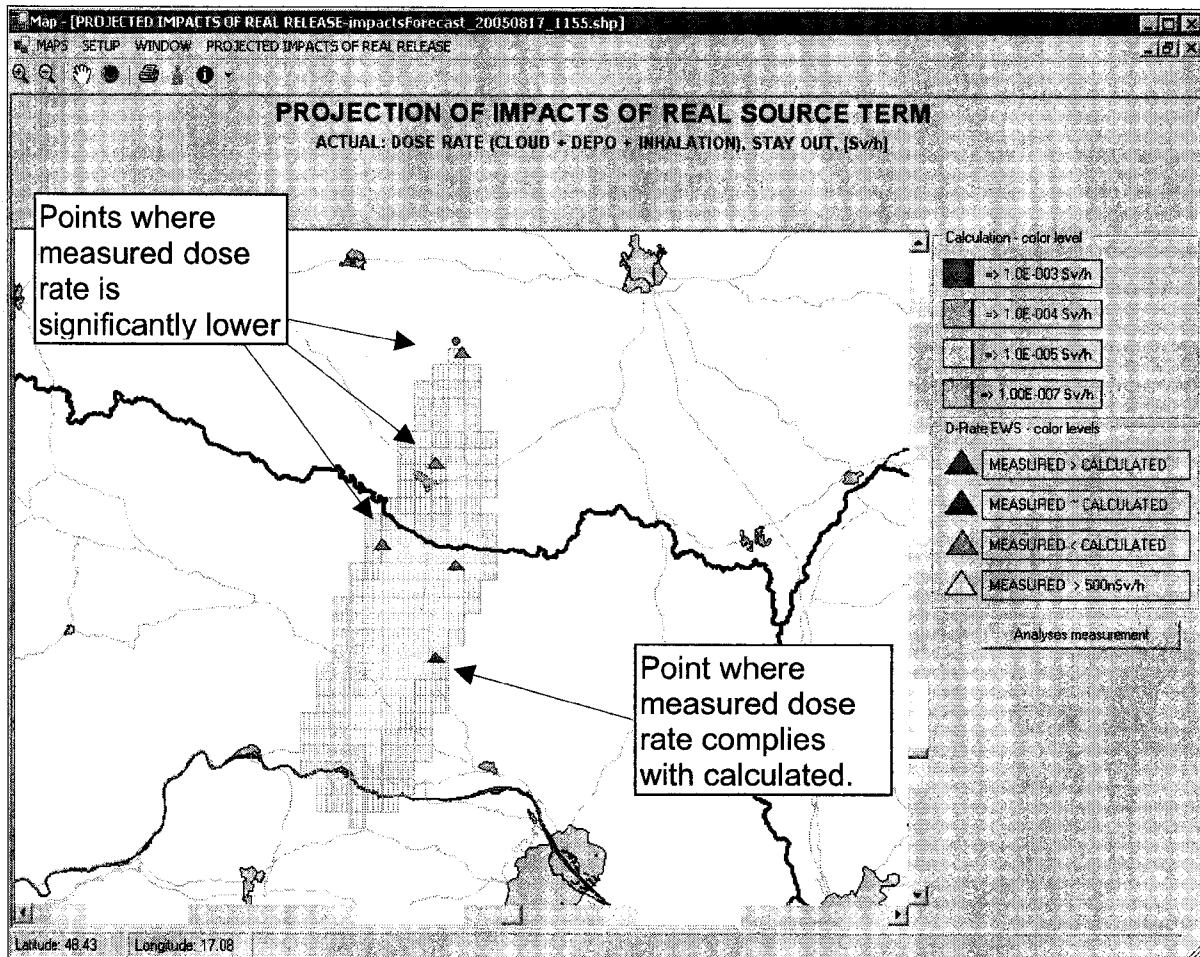 Map - [PROJECTED IMPACTS OF REAL RELEASE-impactsForecast_20050817_1155.shp]
MAPS SETUP WINDOW PROJECTED IMPACTS OF REAL RELEASE
PROJECTION OF IMPACTS OF REAL SOURCE TERM
ACTUAL: DOSE RATE (CLOUD + DEPO + INHALATION), STAY OUT, [Sv/h]
Points where
measured dose
rate is
significantly lower
Calculation - color level
=> 1.0E-003 Sv/h
=> 1.0E-004 Sv/h
=> 1.0E-005 Sv/h
=> 1.00E-007 Sv/h
D-Rate EWS - color levels
MEASURED > CALCULATED
MEASURED ~ CALCULATED
MEASURED < CALCULATED
MEASURED > 500nSv/h
Analyses measurement
Point where
measured dose
rate complies
with calculated.
Latitude: 48.43 Longitude: 17.08